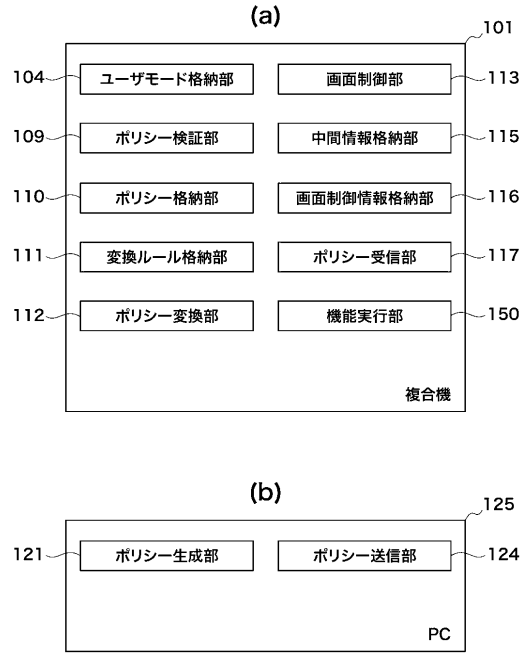 (a)
101
104 ユーザモード格納部 画面制御部 113
109 ポリシー検証部 中間情報格納部 115
110 ポリシー格納部 画面制御情報格納部 116
111 変換ルール格納部 ポリシー受信部 117
112 ポリシー変換部 機能実行部 150
複合機
(b)
125
121 ポリシー生成部 ポリシー送信部 124
PC